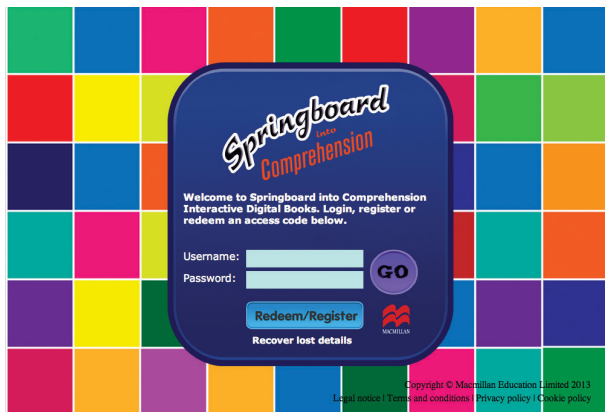 Springboard
into
Comprehension
Welcome to Springboard into Comprehension
Interactive Digital Books. Login, register or
redeem an access code below.
Username:
GO
Password:
Redeem/Register
MACMILLAN
Recover lost details
Copyright © Macmillan Education Limited 2013
Legal notice | Terms and conditions | Privacy policy | Cookie policy